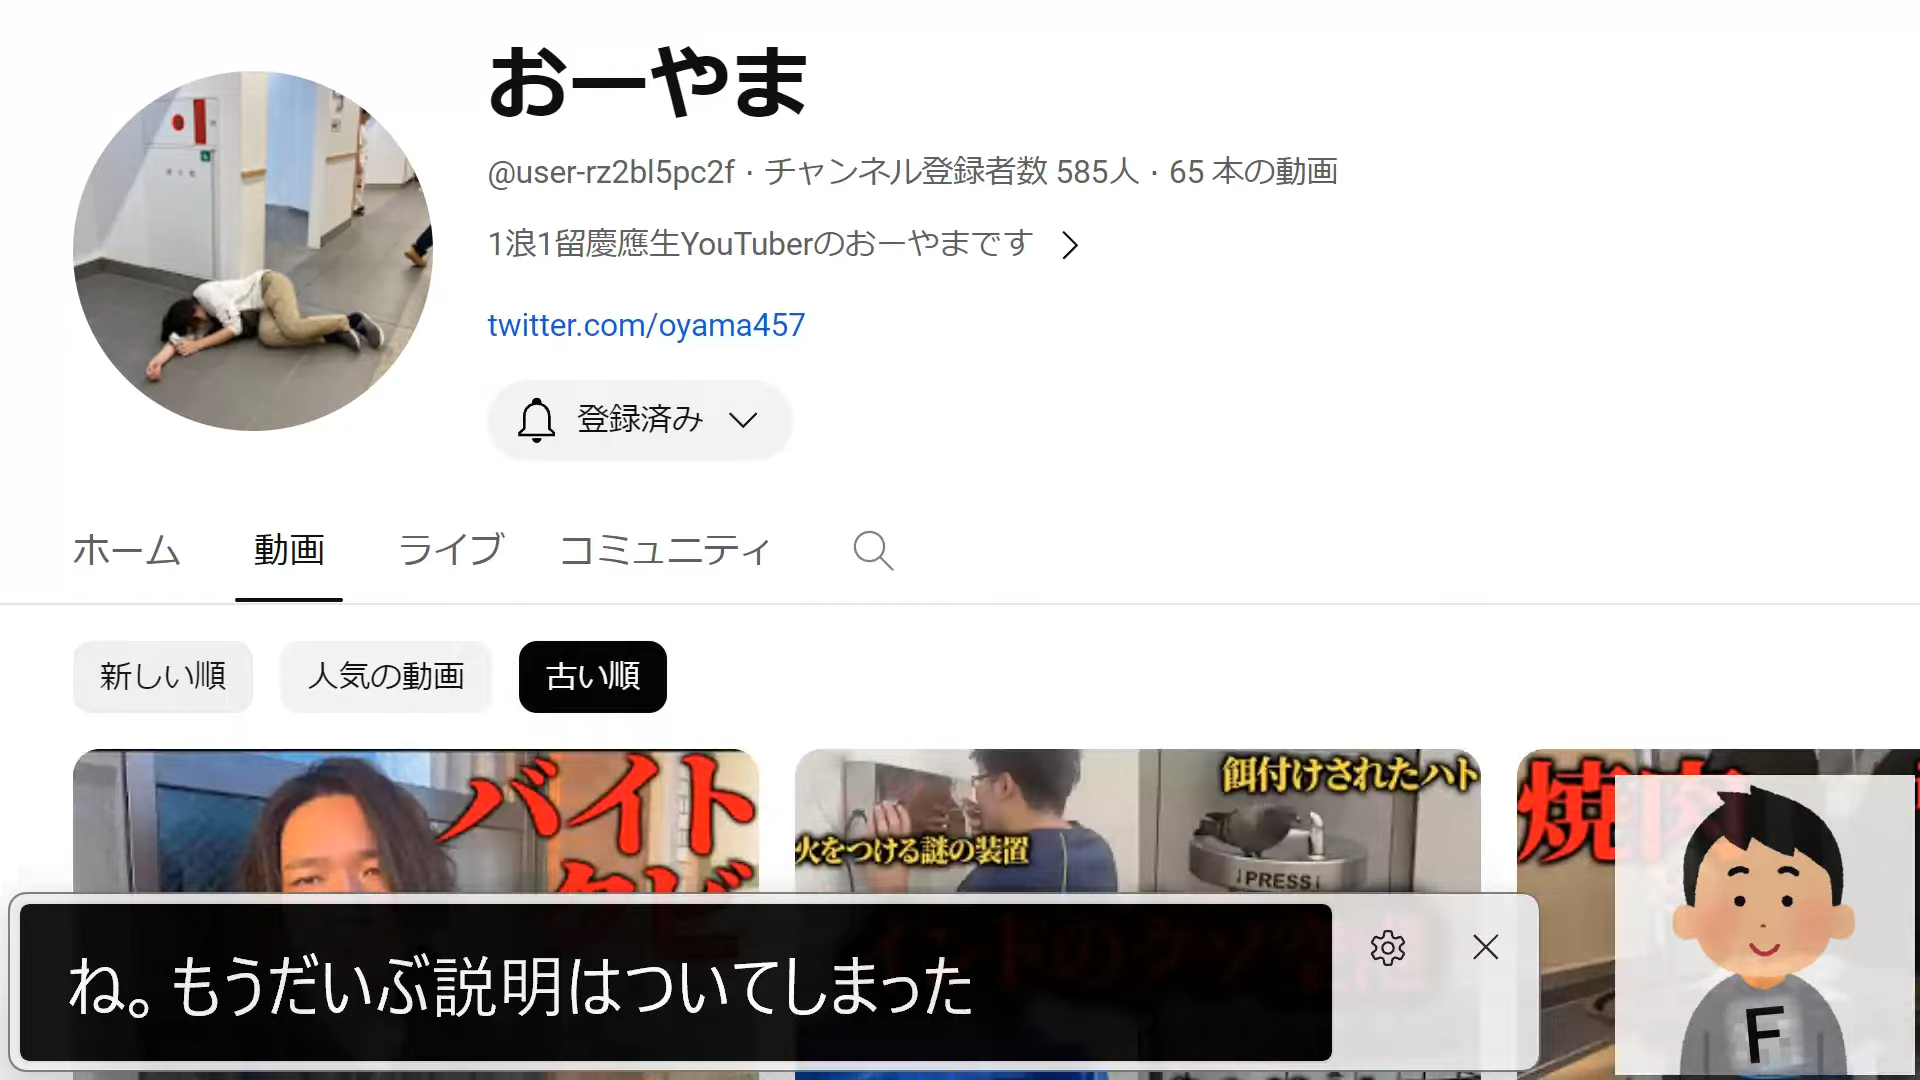 おーやま
@user-rz2bl5pc2f · チャンネル登録者数 585人 · 65 本の動画
1浪1留慶應生YouTuberのおーやまです
twitter.com/oyama457
登録済み
ホーム 動画 ライブ コミュニティ
新しい順 人気の動画 古い順
バイト
餌付けされたハト
火をつける謎の装置
↓PRESS↓
焼肉
ね。もうだいぶ説明はついてしまった
F